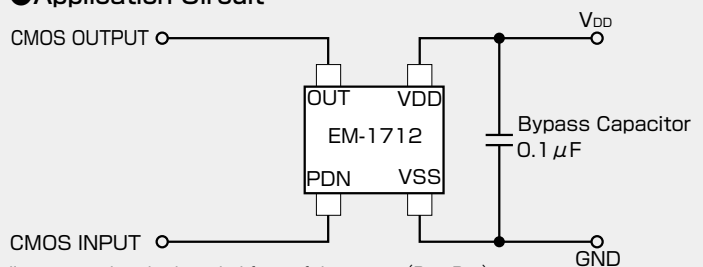 ●Application Circuit
CMOS OUTPUT
VDD
OUT VDD
EM-1712
Bypass Capacitor
0.1μF
PDN VSS
CMOS INPUT
GND